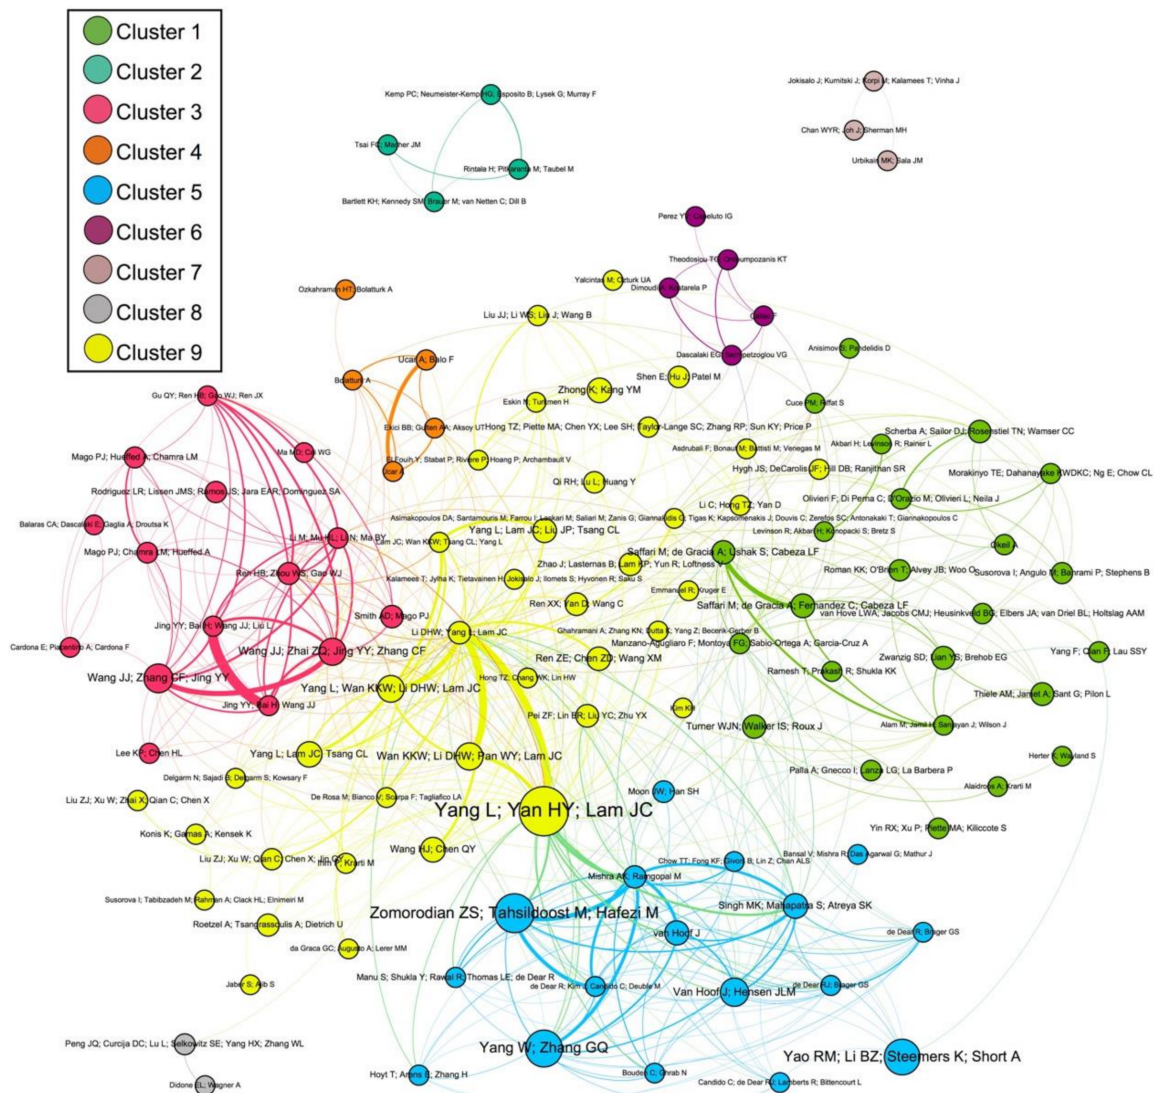 Cluster 1
Cluster 2
Cluster 3
Cluster 4
Cluster 5
Cluster 6
Cluster 7
Cluster 8
Cluster 9
Jokisalo J; Kurnitski J; Korpi M; Kalamees T; Vinha J
Kemp PC; Neumeister-Kemp HG; Esposito B; Lysek G; Murray F
Chan WYR; Joh J; Sherman MH
Tsai FC; Macher JM
Urbikain MK; Sala JM
Rintala H; Pitkaranta M; Taubel M
Bartlett KH; Kennedy SM; Brauer M; van Netten C; Dill B
Perez YV; Capeluto IG
Theodosiou TG; Ordoumpozanis KT
Yalcintas M; Ozturk UA
Ozkahraman HT; Bolatturk A
Dimoudi A; Kostarela P
Liu JJ; Li WS; Liu J; Wang B
Anisimov S; Pandelidis D
Dascalaki EG; Sermpetzoglou VG
Ucar A; Balo F
Shen E; Hu J; Patel M
Bolatturk A
Zhong K; Kang YM
Gu QY; Ren HB; Gao WJ; Ren JX
Eskin N; Turkmen H
Cuce PM; Riffat S
Ekici BB; Gulten AA; Aksoy UT
Hong TZ; Piette MA; Chen YX; Lee SH; Taylor-Lange SC; Zhang RP; Sun KY; Price P
Scherba A; Sailor DJ; Rosenstiel TN; Wamser CC
Akbari H; Levinson R; Rainer L
Asdrubali F; Bonaut M; Battisti M; Venegas M
Ma MD; Cai WG
Mago PJ; Hueffed A; Chamra LM
El Fouih Y; Stabat P; Riviere P; Hoang P; Archambault V
Ucar A
Hygh JS; DeCarolis JF; Hill DB; Ranjithan SR
Morakinyo TE; Dahanayake KWDKC; Ng E; Chow CL
Qi RH; Lu L; Huang Y
Rodriguez LR; Lissen JMS; Ramos JS; Jara EAR; Dominguez SA
Olivieri F; Di Perna C; D'Orazio M; Olivieri L; Neila J
Li C; Hong TZ; Yan D
Asimakopoulos DA; Santamouris M; Farrou I; Laskari M; Saliari M; Zanis G; Giannakidis G; Tigas K; Kapsomenakis J; Douvis C; Zerefos SC; Antonakaki T; Giannakopoulos C
Balaras CA; Dascalaki E; Gaglia A; Droutsa K
Yang L; Lam JC; Liu JP; Tsang CL
Levinson R; Akbari H; Konopacki S; Bretz S
Li M; Mu HL; Li N; Ma BY
Lam JC; Wan KKW; Tsang CL; Yang L
Okeil A
Mago PJ; Chamra LM; Hueffed A
Saffari M; de Gracia A; Ushak S; Cabeza LF
Zhao J; Lasternas B; Lam KP; Yun R; Loftness V
Roman KK; O'Brien T; Alvey JB; Woo O
Susorova I; Angulo M; Bahrami P; Stephens B
Ren HB; Zhou WS; Gao WJ
Kalamees T; Jylha K; Tietavainen H; Jokisalo J; Ilomets S; Hyvonen R; Saku S
Emmanuel R; Kruger E
Ren XX; Yan D; Wang C
Saffari M; de Gracia A; Fernandez C; Cabeza LF
van Hove LWA; Jacobs CMJ; Heusinkveld BG; Elbers JA; van Driel BL; Holtslag AAM
Smith AD; Mago PJ
Jing YY; Bai H; Wang JJ; Liu L
Li DHW; Yang L; Lam JC
Ghahramani A; Zhang KN; Dutta K; Yang Z; Becerik-Gerber B
Manzano-Agugliaro F; Montoya FG; Sabio-Ortega A; Garcia-Cruz A
Cardona E; Piacentino A; Cardona F
Wang JJ; Zhai ZQ; Jing YY; Zhang CF
Ren ZE; Chen ZD; Wang XM
Zwanzig SD; Lian YS; Brehob EG
Yang F; Qian F; Lau SSY
Hong TZ; Chang WK; Lin HW
Ramesh T; Prakash R; Shukla KK
Wang JJ; Zhang CF; Jing YY
Yang L; Wan KKW; Li DHW; Lam JC
Thiele AM; Jamet A; Sant G; Pilon L
Jing YY; Bai H; Wang JJ
Kim KH
Pei ZF; Lin BR; Liu YC; Zhu YX
Turner WJN; Walker IS; Roux J
Alam M; Jamil H; Sanjayan J; Wilson J
Lee KP; Chen HL
Yang L; Lam JC; Tsang CL
Wan KKW; Li DHW; Pan WY; Lam JC
Herter K; Wayland S
Palla A; Gnecco I; Lanza LG; La Barbera P
Delgarm N; Sajadi B; Delgarm S; Kowsary F
Alaidroos A; Krarti M
Moon JW; Han SH
Liu ZJ; Xu W; Zhai X; Qian C; Chen X
De Rosa M; Bianco V; Scarpa F; Tagliafico LA
Yang L; Yan HY; Lam JC
Yin RX; Xu P; Piette MA; Kiliccote S
Konis K; Gamas A; Kensek K
Wang HJ; Chen QY
Bansal V; Mishra R; Das Agarwal G; Mathur J
Liu ZJ; Xu W; Qian C; Chen X; Jin GY
Ihm P; Krarti M
Chow TT; Fong KF; Givoni B; Lin Z; Chan ALS
Mishra AK; Ramgopal M
Susorova I; Tabibzadeh M; Rahman A; Clack HL; Elnimeiri M
Zomorodian ZS; Tahsildoost M; Hafezi M
Singh MK; Mahapatra S; Atreya SK
Roetzel A; Tsangrassoulis A; Dietrich U
van Hoof J
de Dear R; Brager GS
da Graca GC; Augusto A; Lerer MM
Manu S; Shukla Y; Rawal R; Thomas LE; de Dear R
Jaber S; Ajib S
de Dear R; Kim J; Candido C; Deuble M
Van Hoof J; Hensen JLM
de Dear RJ; Brager GS
Peng JQ; Curcija DC; Lu L; Selkowitz SE; Yang HX; Zhang WL
Yang W; Zhang GQ
Yao RM; Li BZ; Steemers K; Short A
Hoyt T; Arens E; Zhang H
Bouden C; Ghrab N
Didone EL; Wagner A
Candido C; de Dear RJ; Lamberts R; Bittencourt L